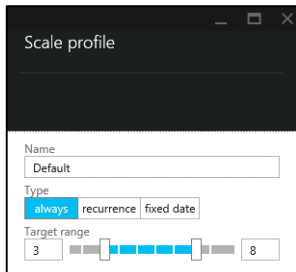 Scale profile
Name
Default
Type
always recurrence fixed date
Target range
3 8